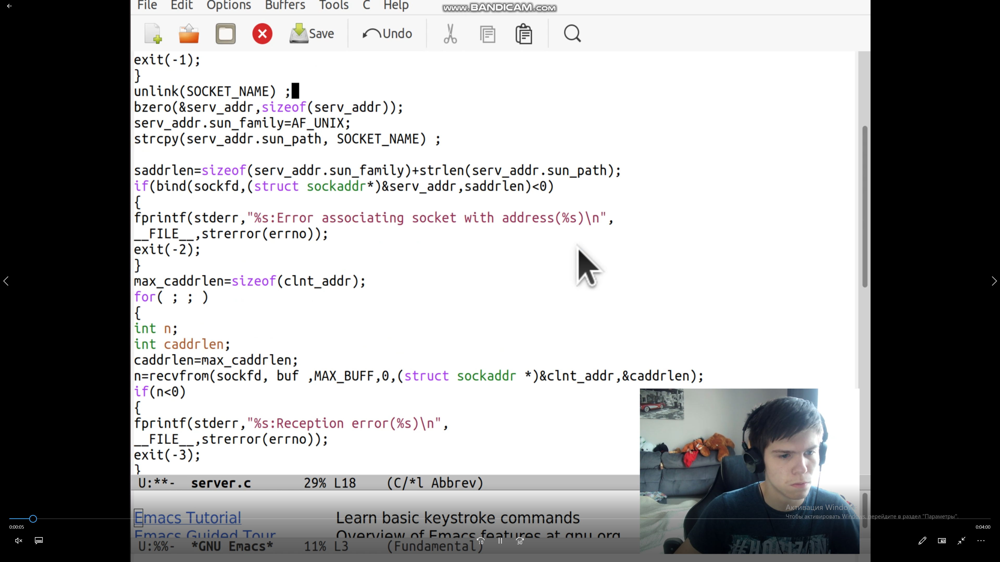 File Edit Options Buffers Tools C Help
www.BANDICAM.com
Save Undo
exit(-1);
}
unlink(SOCKET_NAME) ;
bzero(&serv_addr,sizeof(serv_addr));
serv_addr.sun_family=AF_UNIX;
strcpy(serv_addr.sun_path, SOCKET_NAME) ;
saddrlen=sizeof(serv_addr.sun_family)+strlen(serv_addr.sun_path);
if(bind(sockfd,(struct sockaddr*)&serv_addr,saddrlen)<0)
{
fprintf(stderr,"%s:Error associating socket with address(%s)\n",
__FILE__,strerror(errno));
exit(-2);
}
max_caddrlen=sizeof(clnt_addr);
for( ; ; )
{
int n;
int caddrlen;
caddrlen=max_caddrlen;
n=recvfrom(sockfd, buf ,MAX_BUFF,0,(struct sockaddr *)&clnt_addr,&caddrlen);
if(n<0)
{
fprintf(stderr,"%s:Reception error(%s)\n",
__FILE__,strerror(errno));
exit(-3);
}
U:**- server.c 29% L18 (C/*l Abbrev)
Emacs Tutorial Learn basic keystroke commands
Emacs Guided Tour Overview of Emacs features at gnu.org
U:%%- *GNU Emacs* 11% L3 (Fundamental)
#HORIZON
Активация Windows
Чтобы активировать Windows, перейдите в раздел "Параметры".
0:00:05
0:04:00
10
30